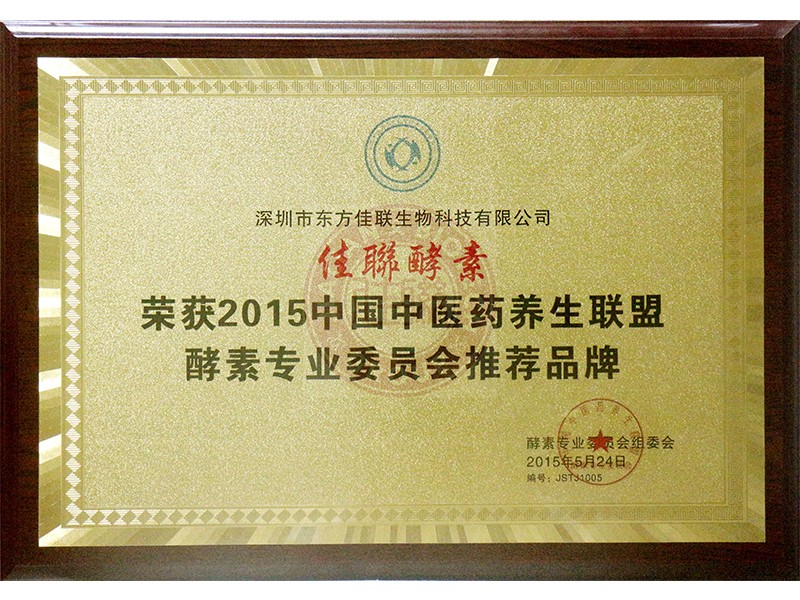 深圳市东方佳联生物科技有限公司
佳聯酵素
荣获2015中国中医药养生联盟
酵素专业委员会推荐品牌
酵素专业委员会组委会
2015年5月24日
编号：JSTJ1005